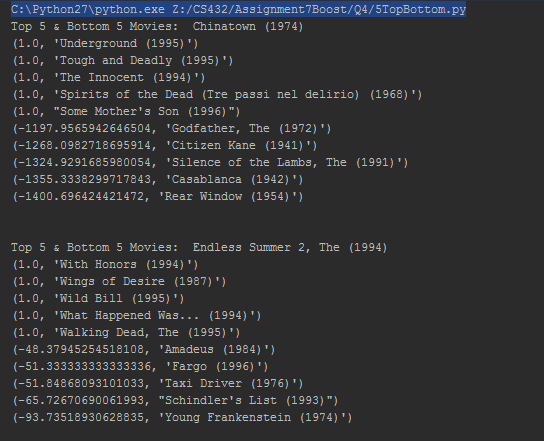 C:\Python27\python.exe Z:/CS432/Assignment7Boost/Q4/5TopBottom.py
Top 5 & Bottom 5 Movies:  Chinatown (1974)
(1.0, 'Underground (1995)')
(1.0, 'Tough and Deadly (1995)')
(1.0, 'The Innocent (1994)')
(1.0, 'Spirits of the Dead (Tre passi nel delirio) (1968)')
(1.0, "Some Mother's Son (1996)")
(-1197.9565942646504, 'Godfather, The (1972)')
(-1268.0982718695914, 'Citizen Kane (1941)')
(-1324.9291685980054, 'Silence of the Lambs, The (1991)')
(-1355.3338299717843, 'Casablanca (1942)')
(-1400.696424421472, 'Rear Window (1954)')
Top 5 & Bottom 5 Movies:  Endless Summer 2, The (1994)
(1.0, 'With Honors (1994)')
(1.0, 'Wings of Desire (1987)')
(1.0, 'Wild Bill (1995)')
(1.0, 'What Happened Was... (1994)')
(1.0, 'Walking Dead, The (1995)')
(-48.37945254518108, 'Amadeus (1984)')
(-51.333333333333336, 'Fargo (1996)')
(-51.84868093101033, 'Taxi Driver (1976)')
(-65.72670690061993, "Schindler's List (1993)")
(-93.73518930628835, 'Young Frankenstein (1974)')